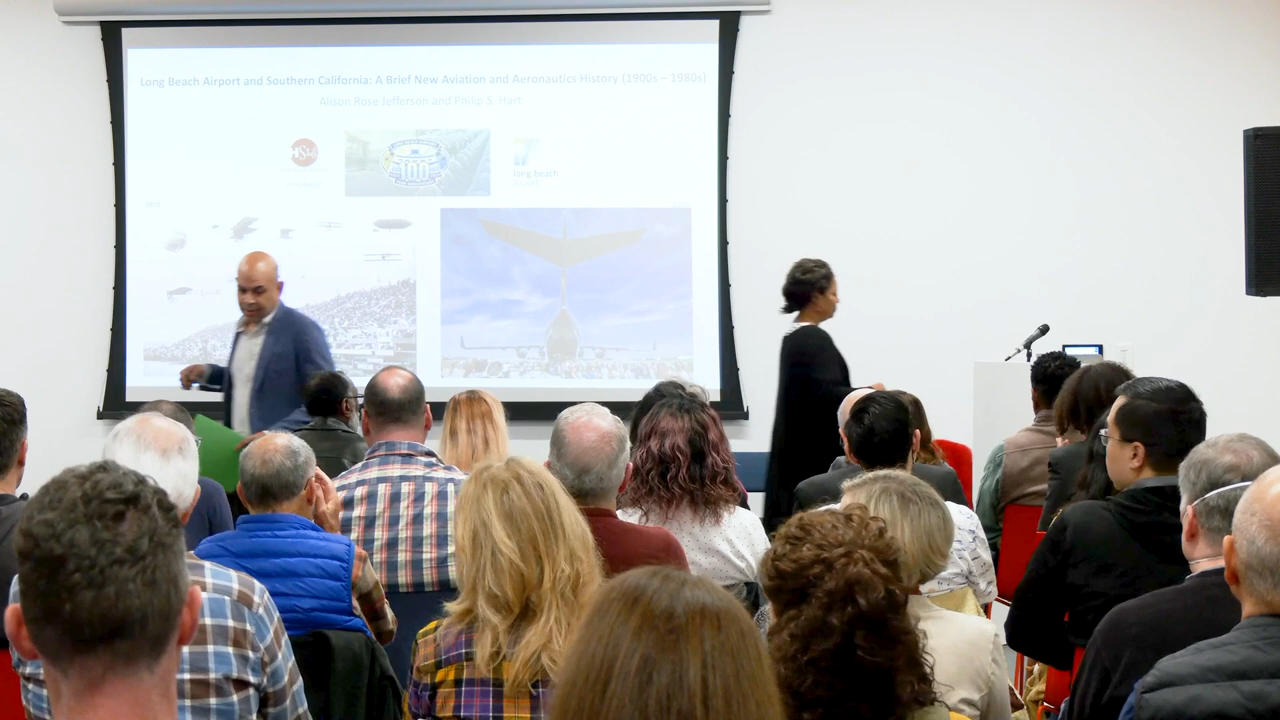 Long Beach Airport and Southern California: A Brief New Aviation and Aeronautics History (1900s – 1980s)
Alison Rose Jefferson and Philip S. Hart
100
long beach